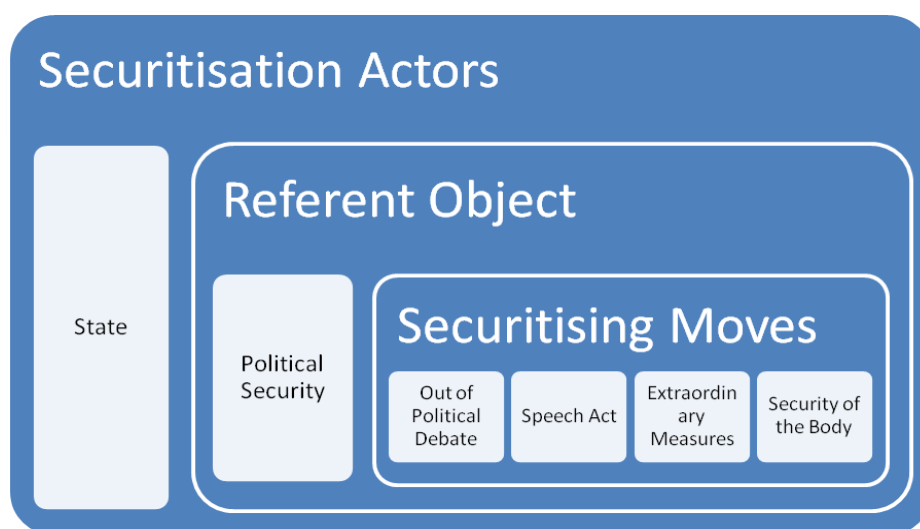 Securitisation Actors
State
Referent Object
Political
Security
Securitising Moves
Out of
Political
Debate
Speech Act
Extraordin
ary
Measures
Security of
the Body